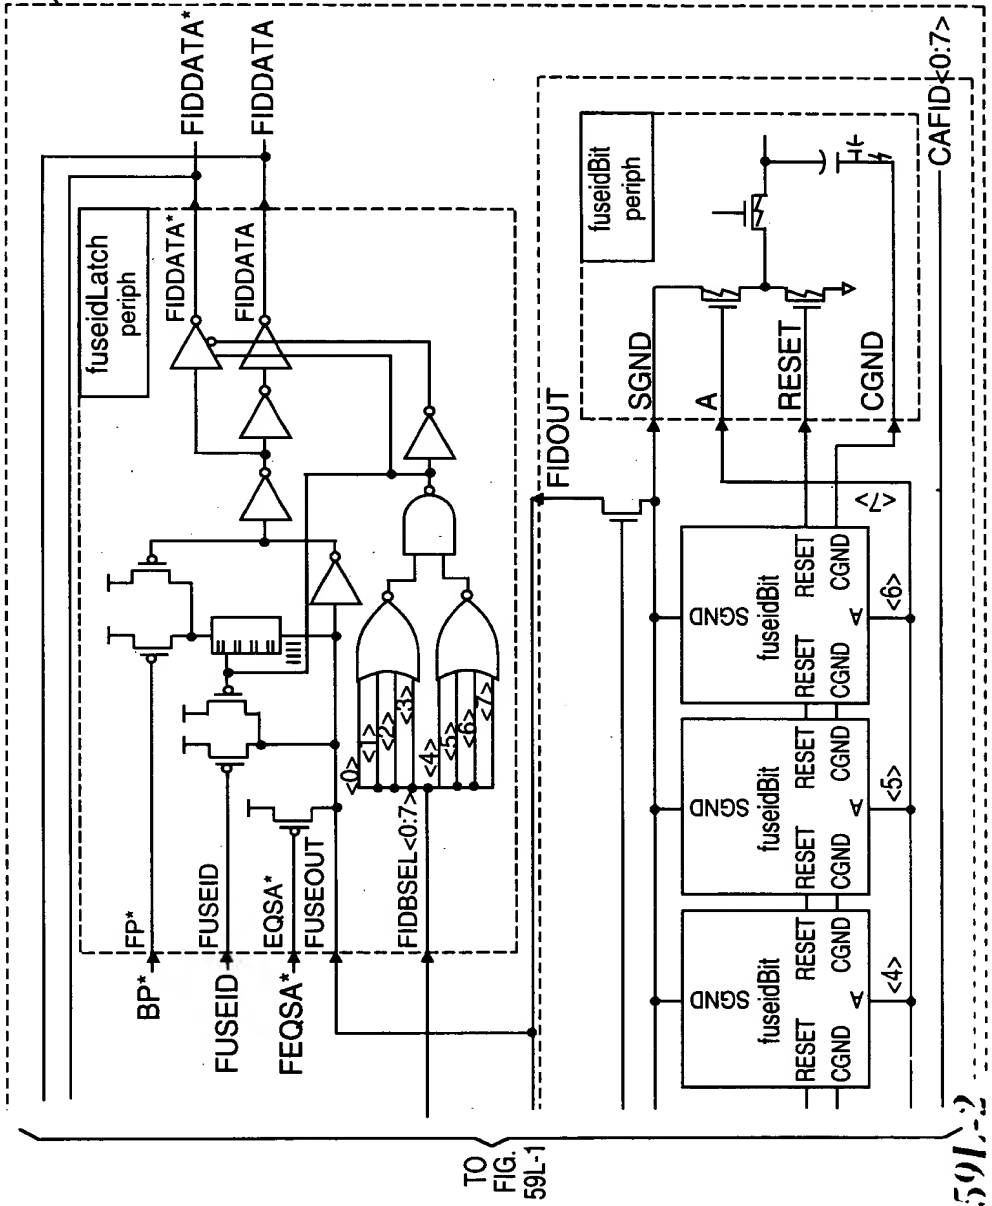 FIDDATA*
FIDDATA
fuseidLatch
periph
FIDDATA*
FIDDATA
BP*
FP*
FUSEID
FUSEID
FEQSA*
EQSA*
FUSEOUT
FIDBSEL<0:7>
<0>
<1>
<2>
<3>
<4>
<5>
<6>
<7>
FIDOUT
fuseidBit
periph
SGND
A
RESET
CGND
CAFID<0:7>
<7>
SGND
fuseidBit
RESET
RESET
CGND
CGND
A
<6>
SGND
fuseidBit
RESET
RESET
CGND
CGND
A
<5>
SGND
fuseidBit
RESET
RESET
CGND
CGND
A
<4>
TO
FIG.
59L-1
59L-2